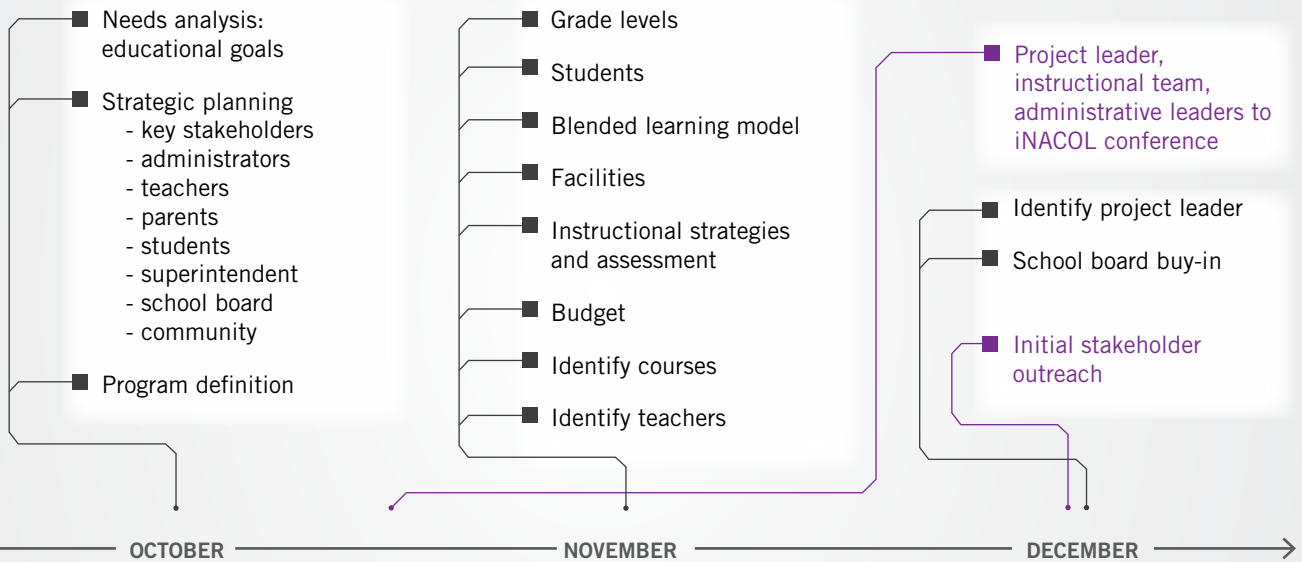 Needs analysis:
educational goals
Strategic planning
- key stakeholders
- administrators
- teachers
- parents
- students
- superintendent
- school board
- community
Program definition
Grade levels
Students
Blended learning model
Facilities
Instructional strategies
and assessment
Budget
Identify courses
Identify teachers
Project leader,
instructional team,
administrative leaders to
iNACOL conference
Identify project leader
School board buy-in
Initial stakeholder
outreach
OCTOBER
NOVEMBER
DECEMBER